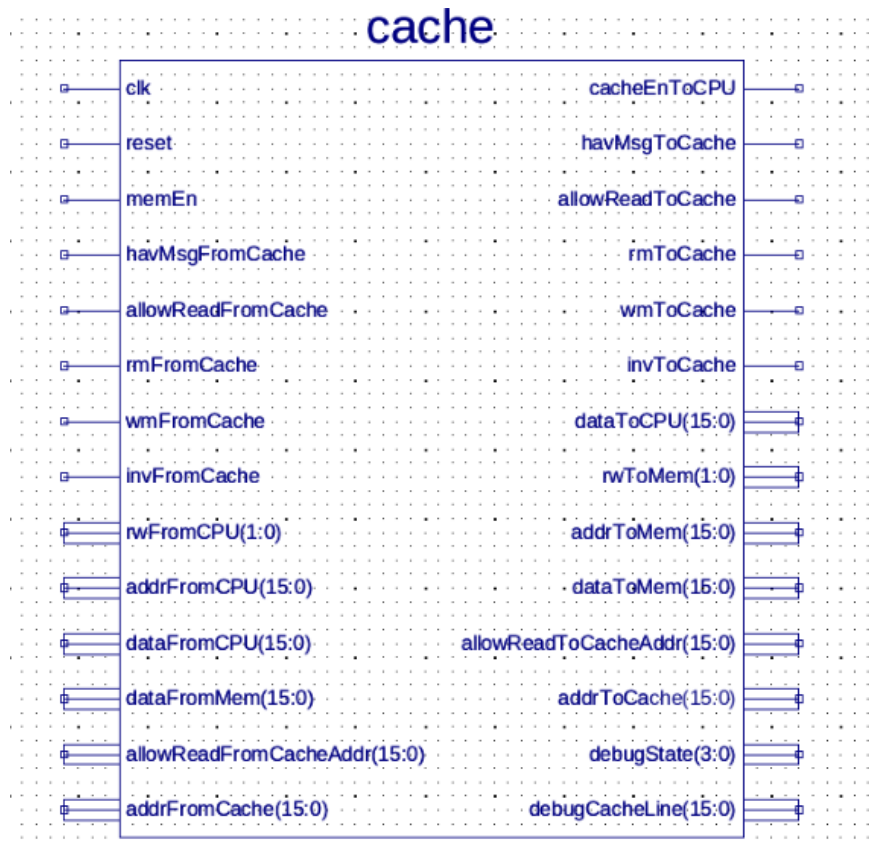 cache
clk
cacheEnToCPU
reset
havMsgToCache
memEn
allowReadToCache
havMsgFromCache
rmToCache
allowReadFromCache
wmToCache
rmFromCache
invToCache
wmFromCache
dataToCPU(15:0)
invFromCache
rwToMem(1:0)
rwFromCPU(1:0)
addrToMem(15:0)
addrFromCPU(15:0)
dataToMem(15:0)
dataFromCPU(15:0)
allowReadToCacheAddr(15:0)
dataFromMem(15:0)
addrToCache(15:0)
allowReadFromCacheAddr(15:0)
debugState(3:0)
addrFromCache(15:0)
debugCacheLine(15:0)